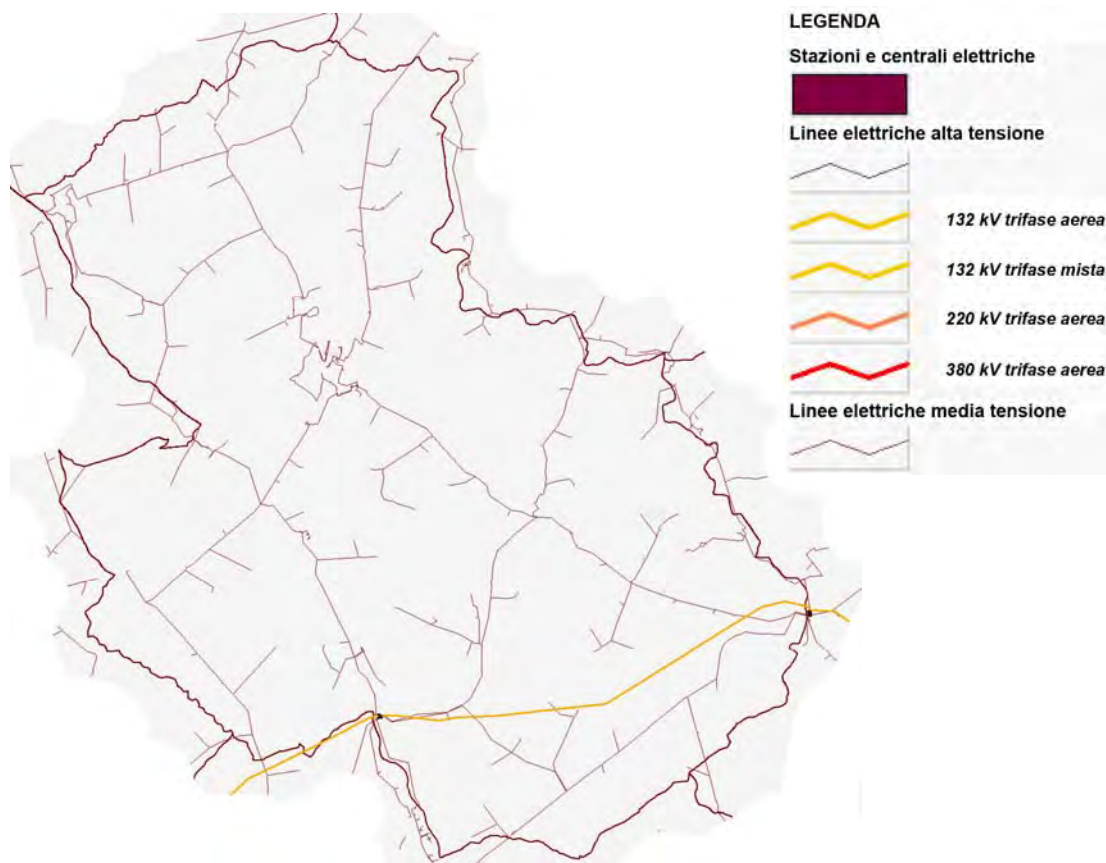 LEGENDA
Stazioni e centrali elettriche
Linee elettriche alta tensione
132 kV trifase aerea
132 kV trifase mista
220 kV trifase aerea
380 kV trifase aerea
Linee elettriche media tensione